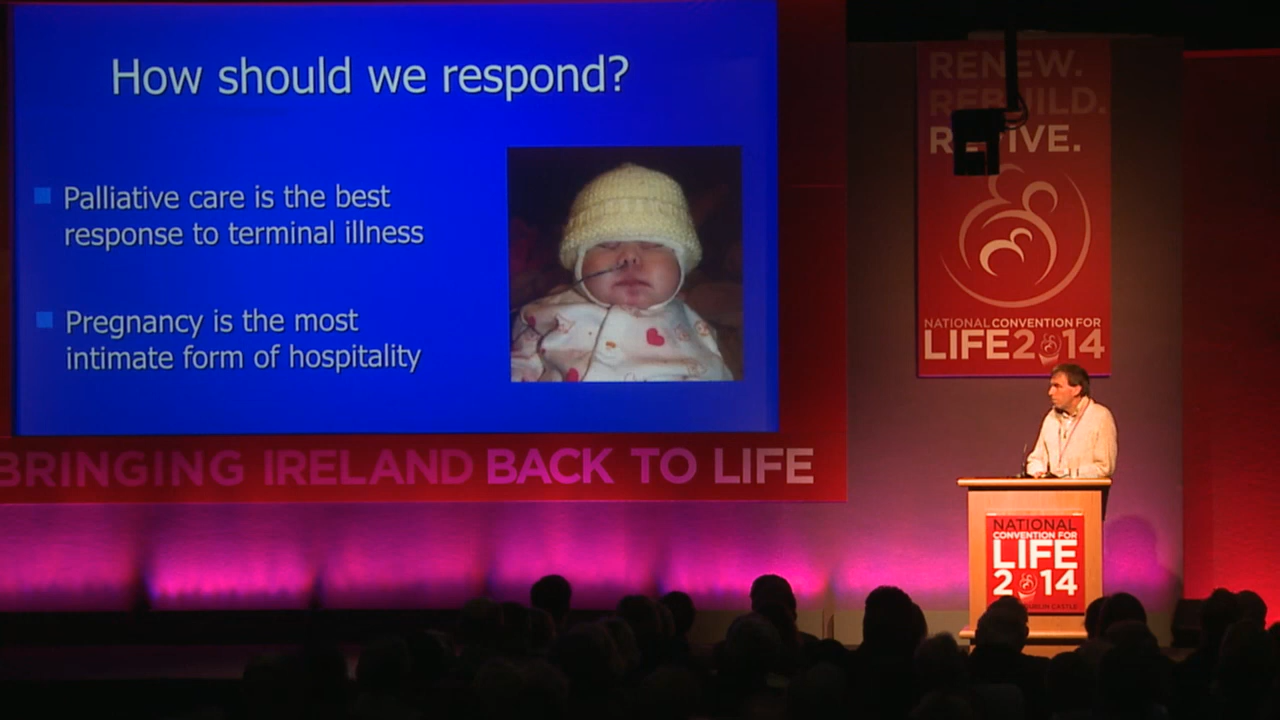 How should we respond?
Palliative care is the best
response to terminal illness
Pregnancy is the most
intimate form of hospitality
BRINGING IRELAND BACK TO LIFE
RENEW.
REBUILD.
REVIVE.
NATIONAL CONVENTION FOR
LIFE2014
NATIONAL
CONVENTION FOR
LIFE
2014
DUBLIN CASTLE